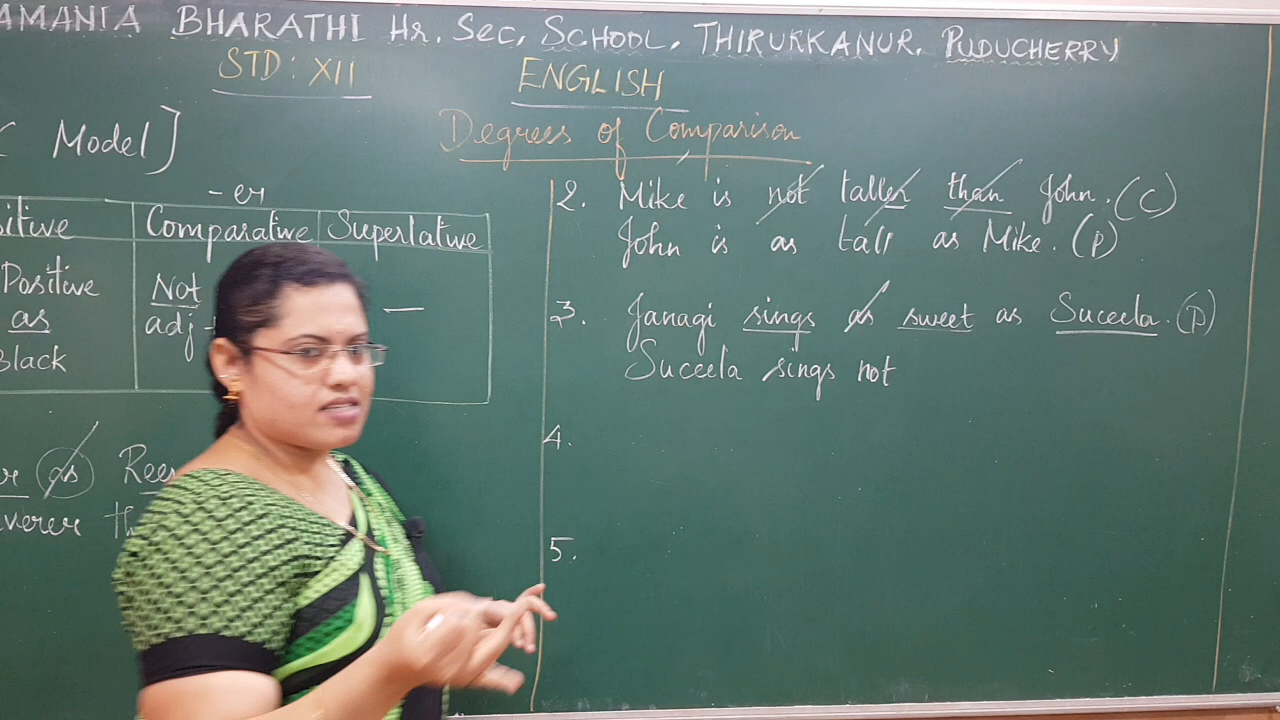 AMANIA BHARATHI Hr. Sec, SCHOOL, THIRUKKANUR, PUDUCHERRY
STD: XII ENGLISH
Degrees of Comparison
Model]
-er
sitive Comparative Superlative
Positive Not —
as adj
Black
as Ree
verer th
2. Mike is not taller than John. (C)
John is as tall as Mike. (P)
3. Janagi sings as sweet as Suceela. (P)
Suceela sings not
4.
5.